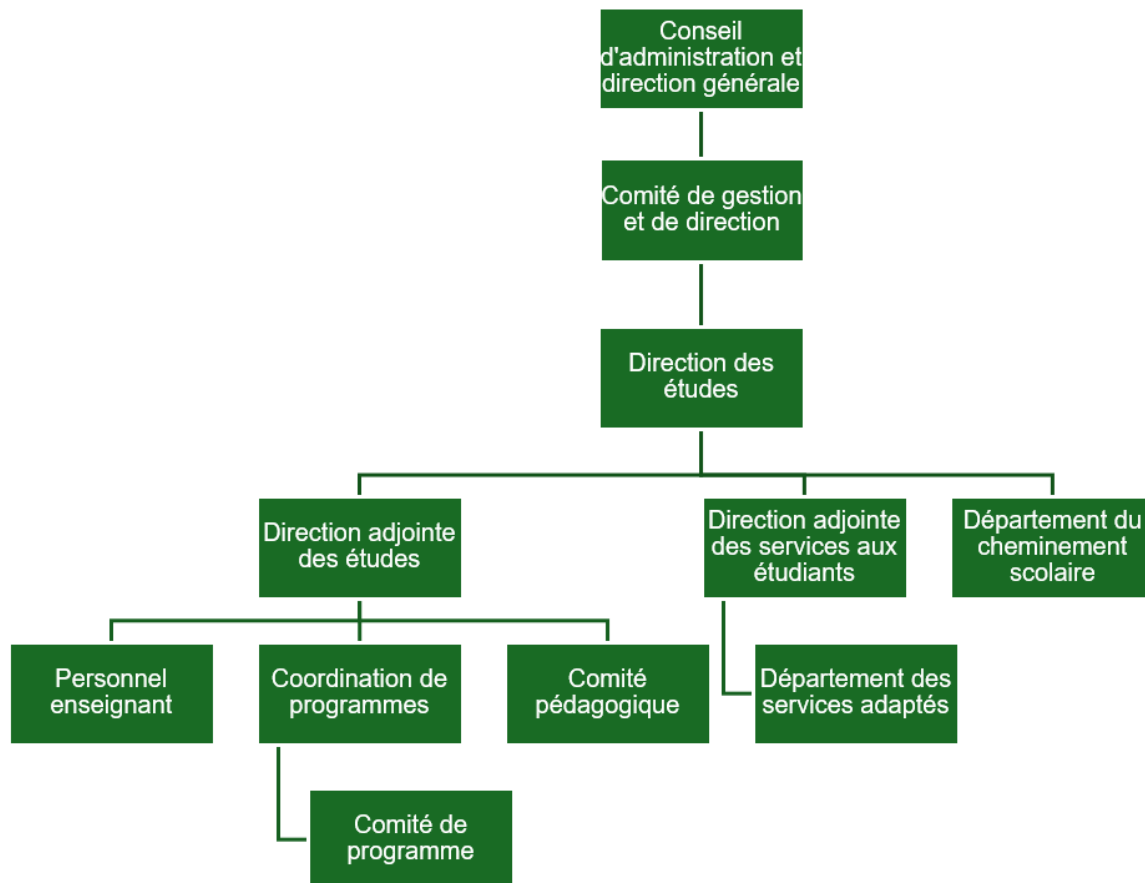 Conseil
d'administration et
direction générale
Comité de gestion
et de direction
Direction des
études
Direction adjointe
des études
Direction adjointe
des services aux
étudiants
Département du
cheminement
scolaire
Personnel
enseignant
Coordination de
programmes
Comité
pédagogique
Département des
services adaptés
Comité de
programme